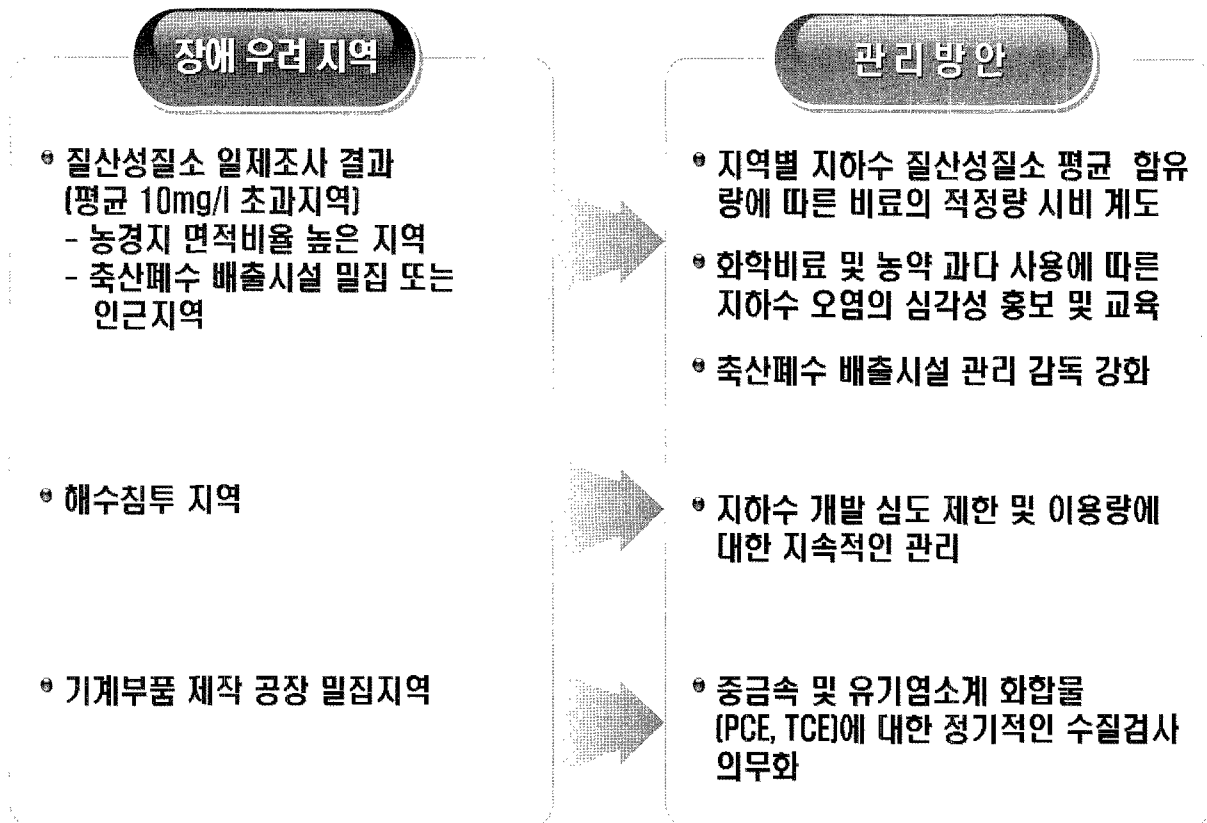 장애 우려 지역
질산성질소 일제조사 결과
(평균 10mg/l 초과지역)
- 농경지 면적비율 높은 지역
- 축산폐수 배출시설 밀집 또는
인근지역
해수침투 지역
기계부품 제작 공장 밀집지역
관리방안
지역별 지하수 질산성질소 평균 함유
량에 따른 비료의 적정량 시비 계도
화학비료 및 농약 과다 사용에 따른
지하수 오염의 심각성 홍보 및 교육
축산폐수 배출시설 관리 감독 강화
지하수 개발 심도 제한 및 이용량에
대한 지속적인 관리
중금속 및 유기염소계 화합물
(PCE, TCE)에 대한 정기적인 수질검사
의무화